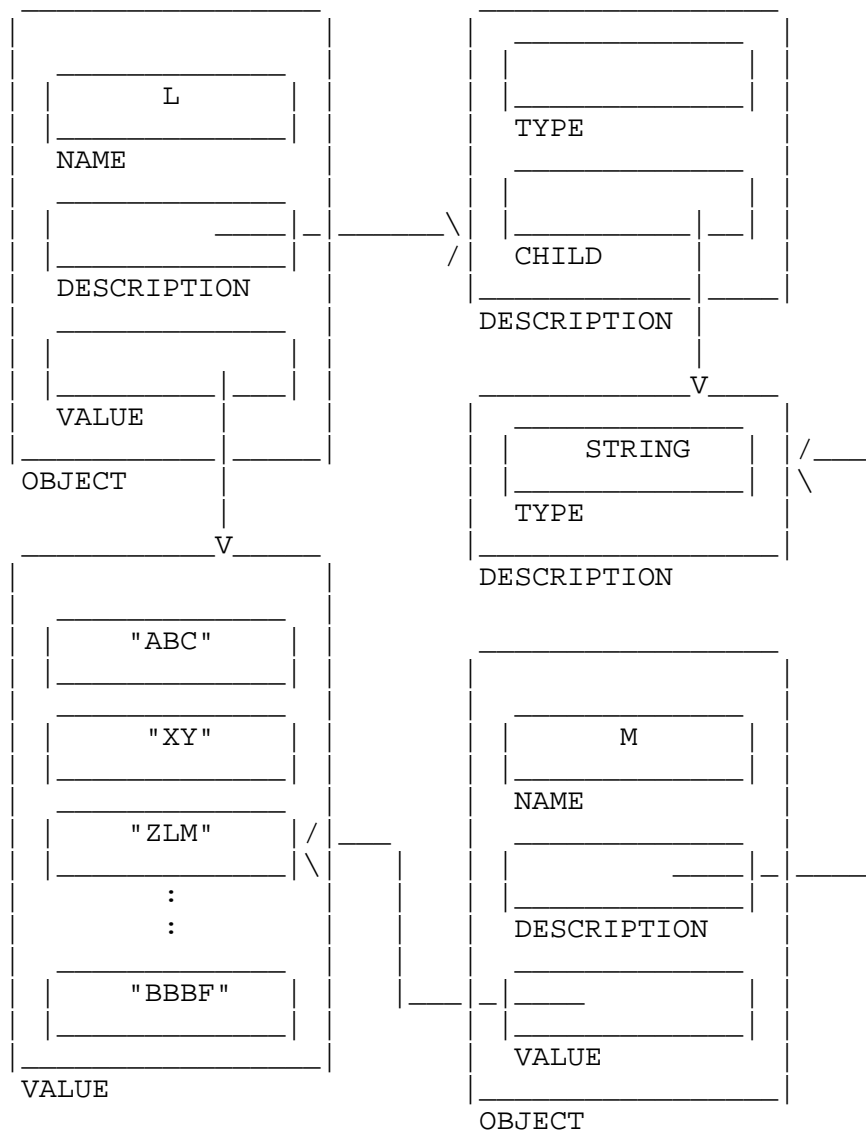 L
NAME
DESCRIPTION
VALUE
OBJECT
TYPE
CHILD
DESCRIPTION
STRING
TYPE
DESCRIPTION
"ABC"
"XY"
"ZLM"
:
:
"BBBF"
VALUE
M
NAME
DESCRIPTION
VALUE
OBJECT